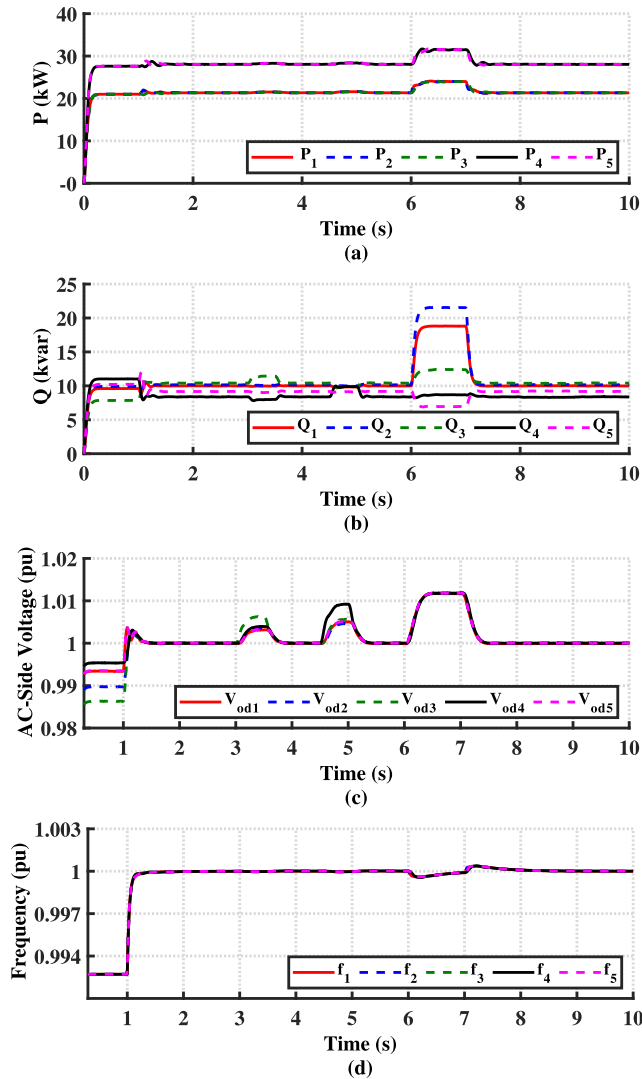 40
30
20
10
-0
P (kW)
P1 P2 P3 P4 P5
0 2 4 6 8 10
Time (s)
(a)
25
20
15
10
5
0
Q (kvar)
Q1 Q2 Q3 Q4 Q5
0 2 4 6 8 10
Time (s)
(b)
1.02
1.01
1
0.99
0.98
AC-Side Voltage (pu)
Vod1 Vod2 Vod3 Vod4 Vod5
1 2 3 4 5 6 7 8 9 10
Time (s)
(c)
1.003
1
0.997
0.994
Frequency (pu)
f1 f2 f3 f4 f5
1 2 3 4 5 6 7 8 9 10
Time (s)
(d)